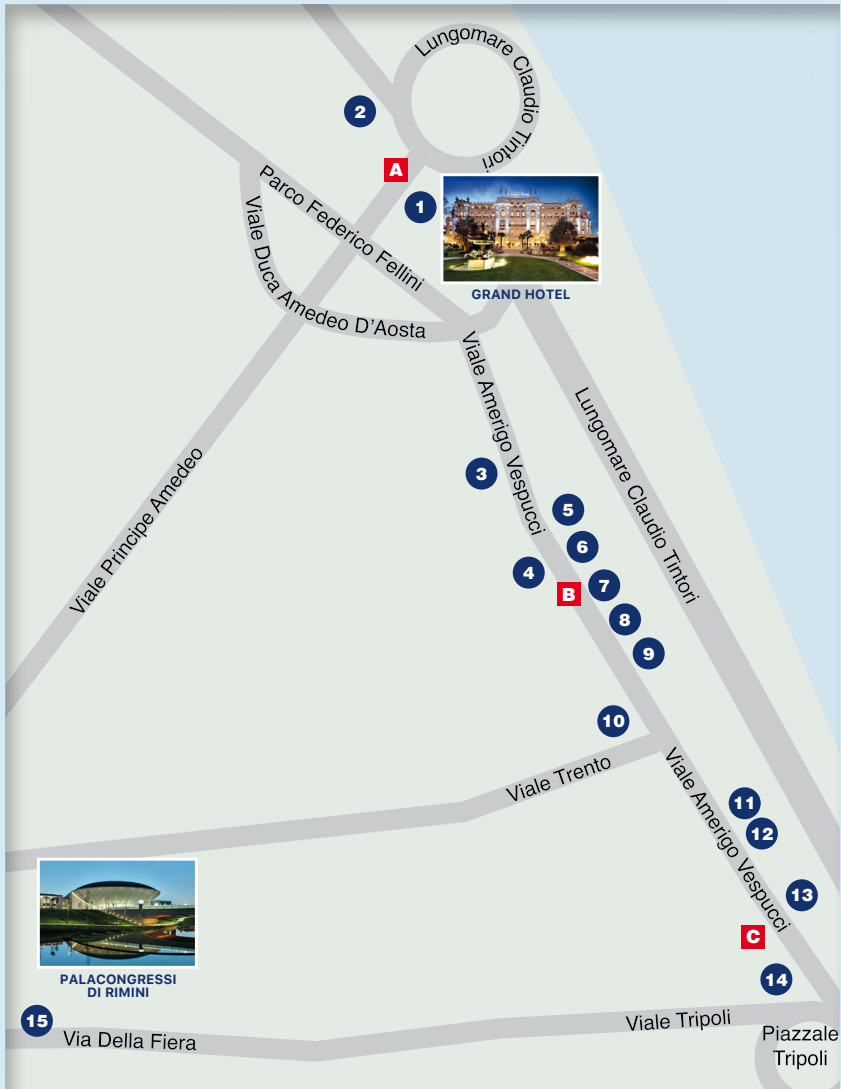 Lungomare Claudio Tintori
2
A
1
Parco Federico Fellini
Viale Duca Amedeo D'Aosta
GRAND HOTEL
Viale Amerigo Vespucci
Lungomare Claudio Tintori
Viale Principe Amedeo
3
5
6
4
7
B
8
9
10
Viale Trento
Viale Amerigo Vespucci
11
12
13
C
14
PALACONGRESSI
DI RIMINI
15
Via Della Fiera
Viale Tripoli
Piazzale
Tripoli